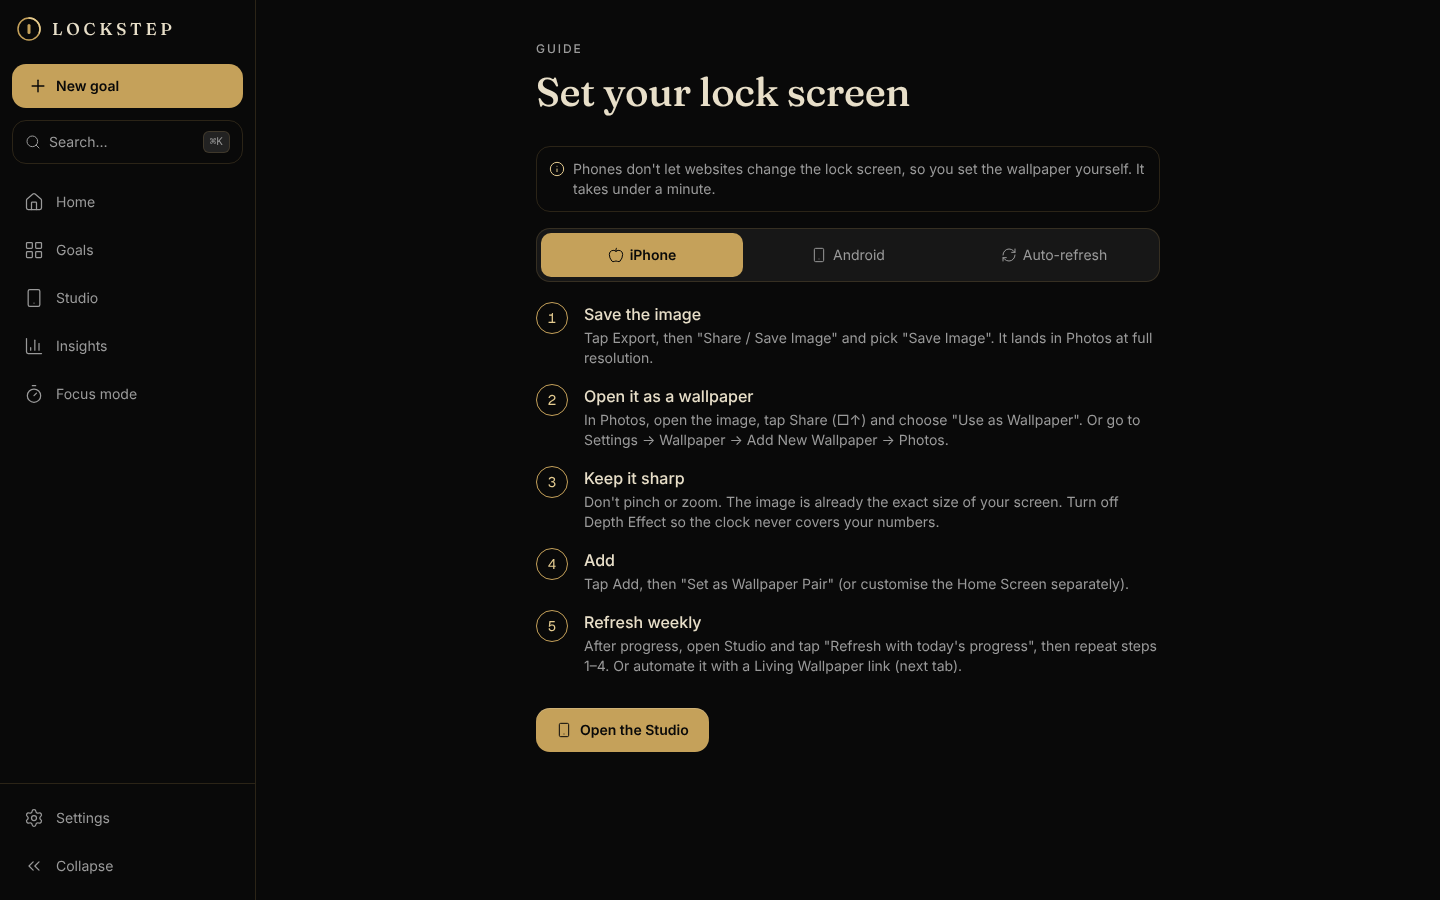 LOCKSTEP
New goal
Search...
⌘K
Home
Goals
Studio
Insights
Focus mode
Settings
Collapse
GUIDE
Set your lock screen
Phones don't let websites change the lock screen, so you set the wallpaper yourself. It
takes under a minute.
iPhone
Android
Auto-refresh
1
Save the image
Tap Export, then "Share / Save Image" and pick "Save Image". It lands in Photos at full
resolution.
2
Open it as a wallpaper
In Photos, open the image, tap Share (□↑) and choose "Use as Wallpaper". Or go to
Settings → Wallpaper → Add New Wallpaper → Photos.
3
Keep it sharp
Don't pinch or zoom. The image is already the exact size of your screen. Turn off
Depth Effect so the clock never covers your numbers.
4
Add
Tap Add, then "Set as Wallpaper Pair" (or customise the Home Screen separately).
5
Refresh weekly
After progress, open Studio and tap "Refresh with today's progress", then repeat steps
1–4. Or automate it with a Living Wallpaper link (next tab).
Open the Studio